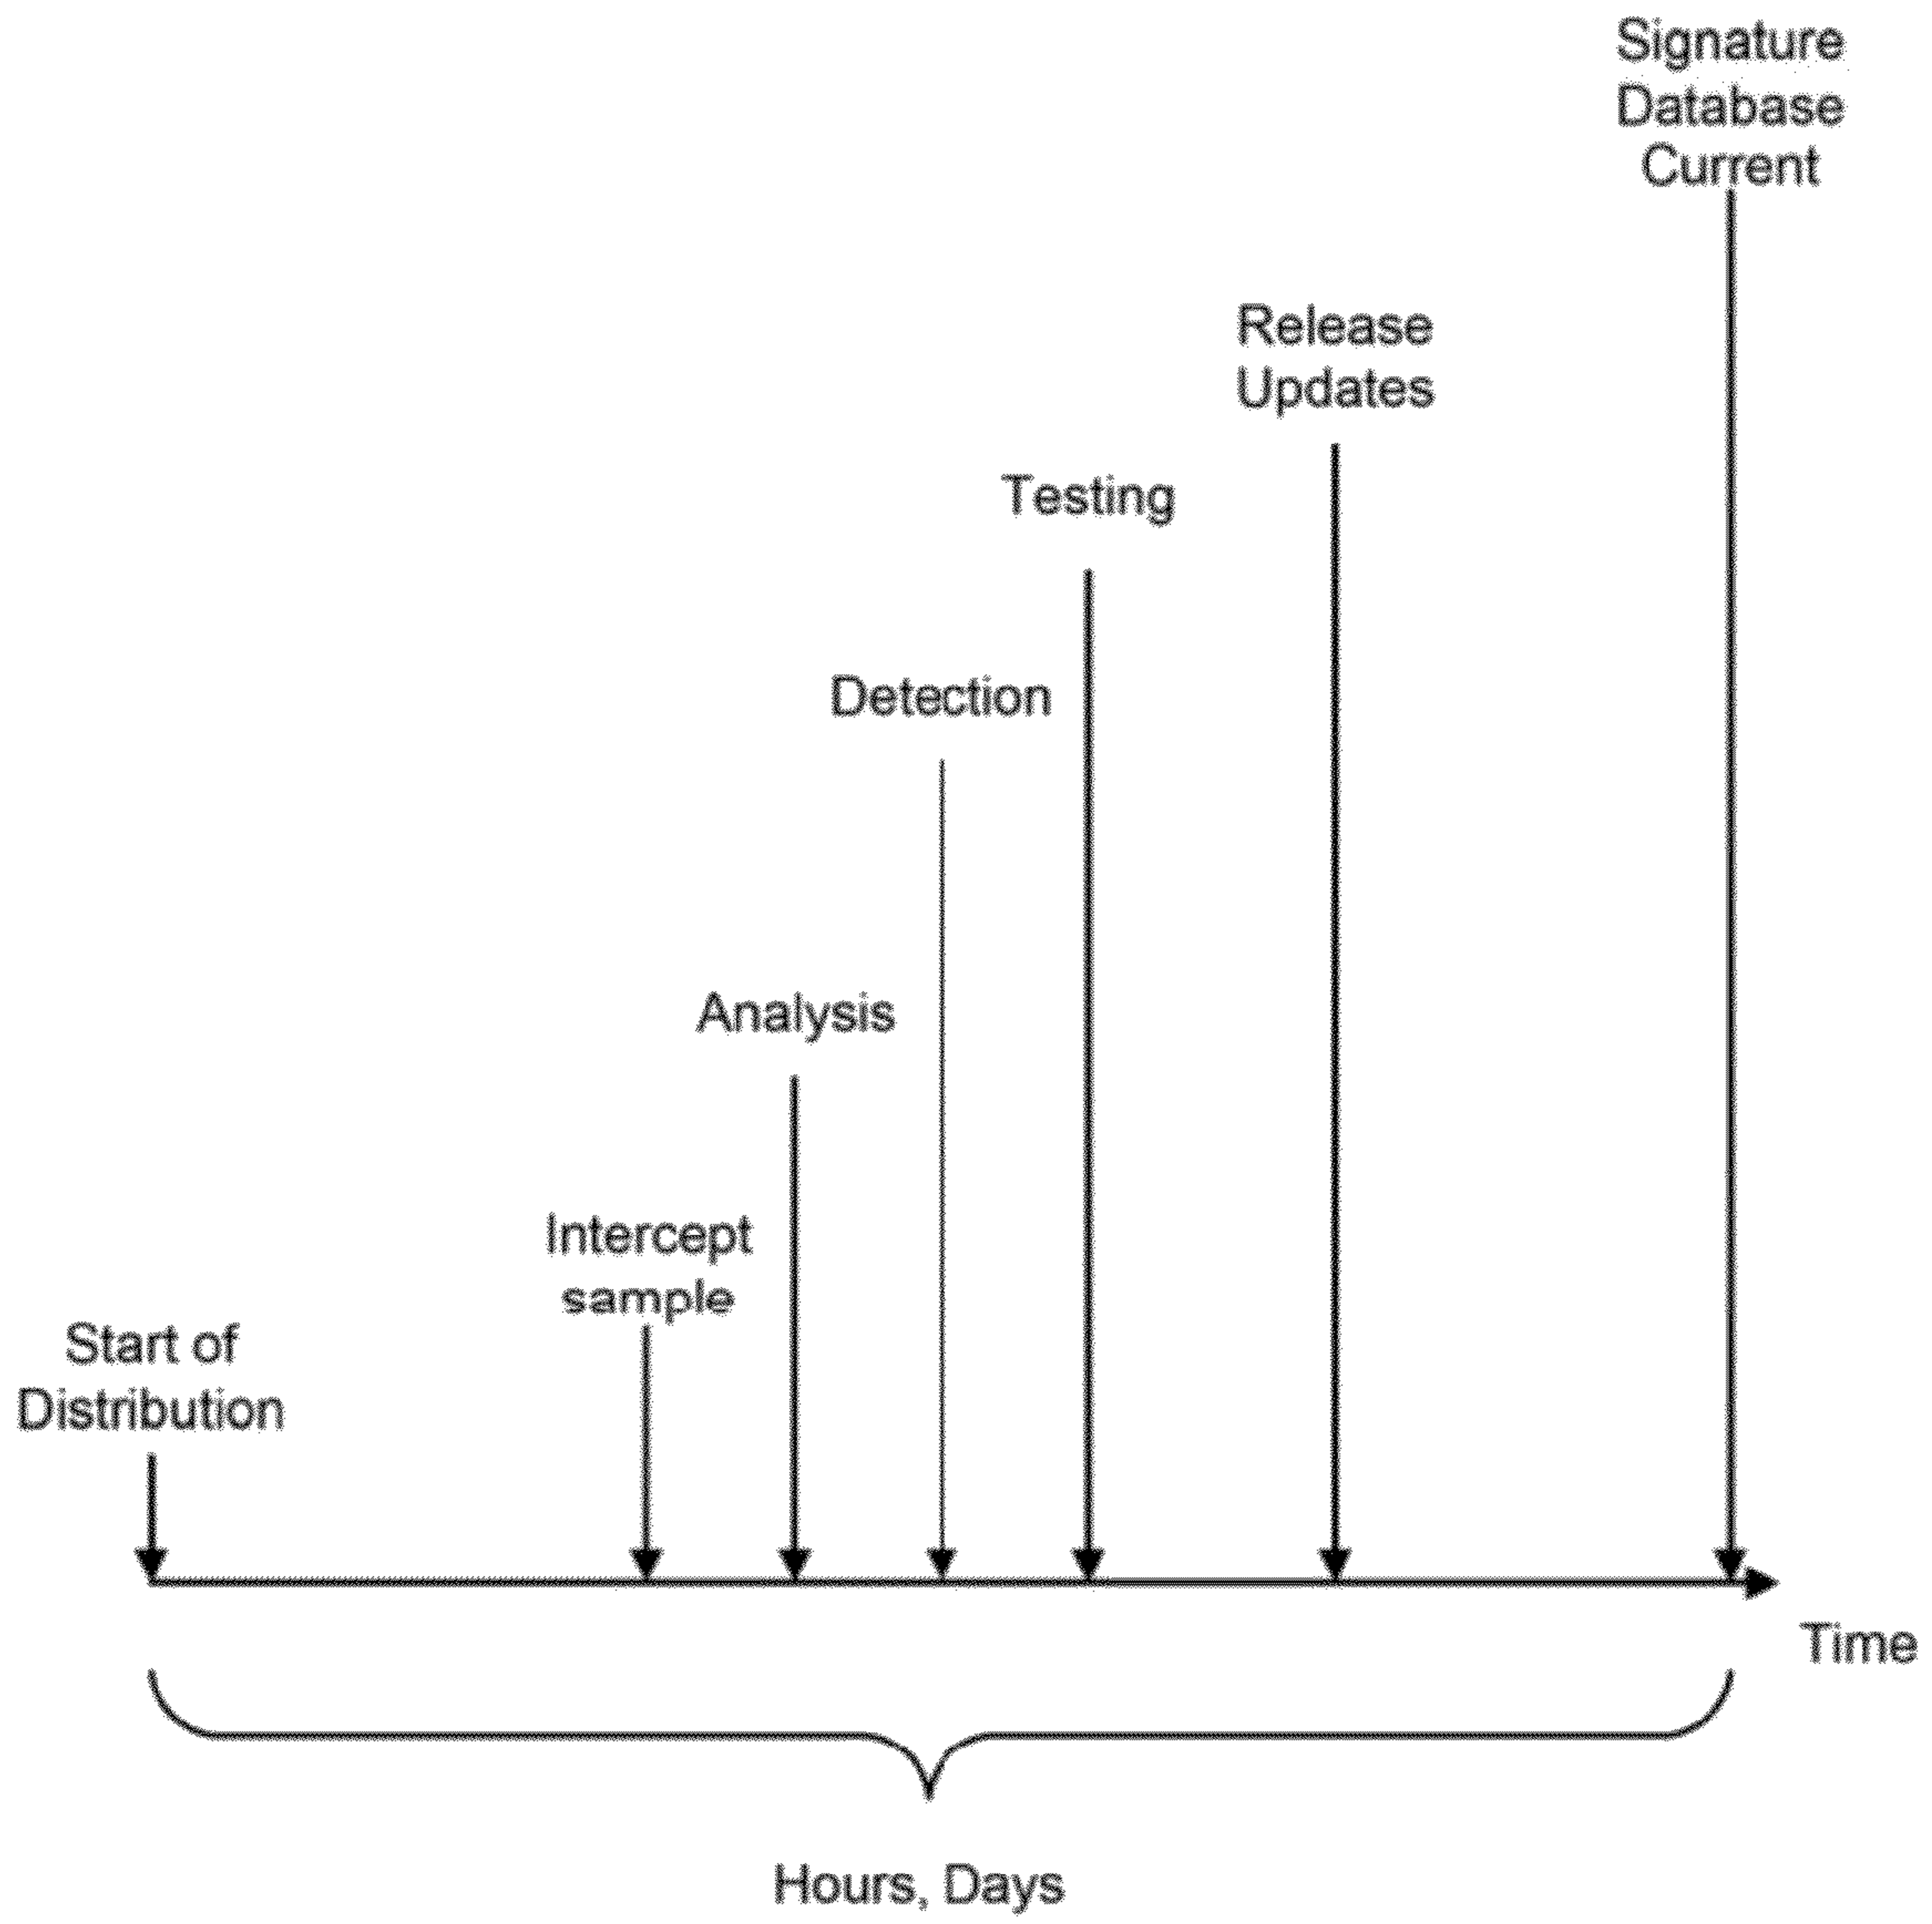 Signature
Database
Current
Release
Updates
Testing
Detection
Analysis
Intercept
sample
Start of
Distribution
Time
Hours, Days